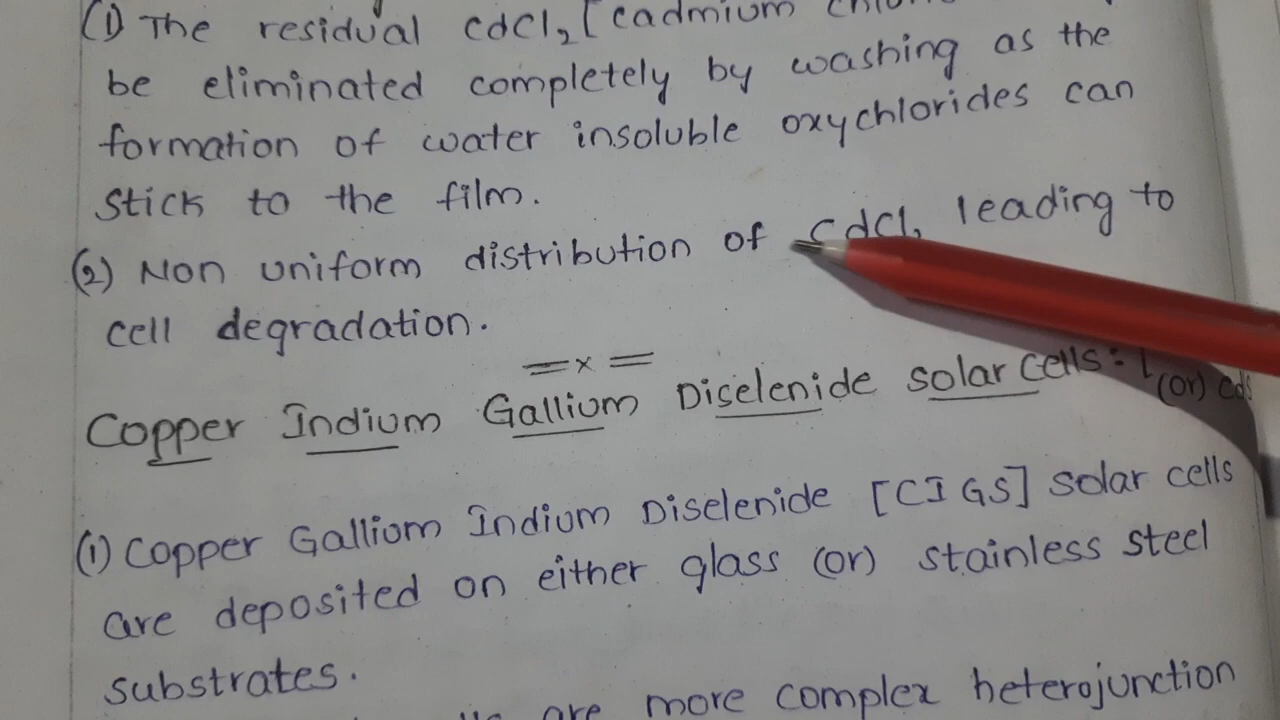 (1) The residual CdCl₂ [cadmium
be eliminated completely by washing as the
formation of water insoluble oxychlorides can
stick to the film.
(2) Non uniform distribution of CdCl₂ leading to
cell degradation.
=x=
Copper Indium Gallium Diselenide solar cells:
(or)
(1) Copper Gallium Indium Diselenide [CIGS] solar cells
are deposited on either glass (or) stainless steel
substrates.
are more complex heterojunction